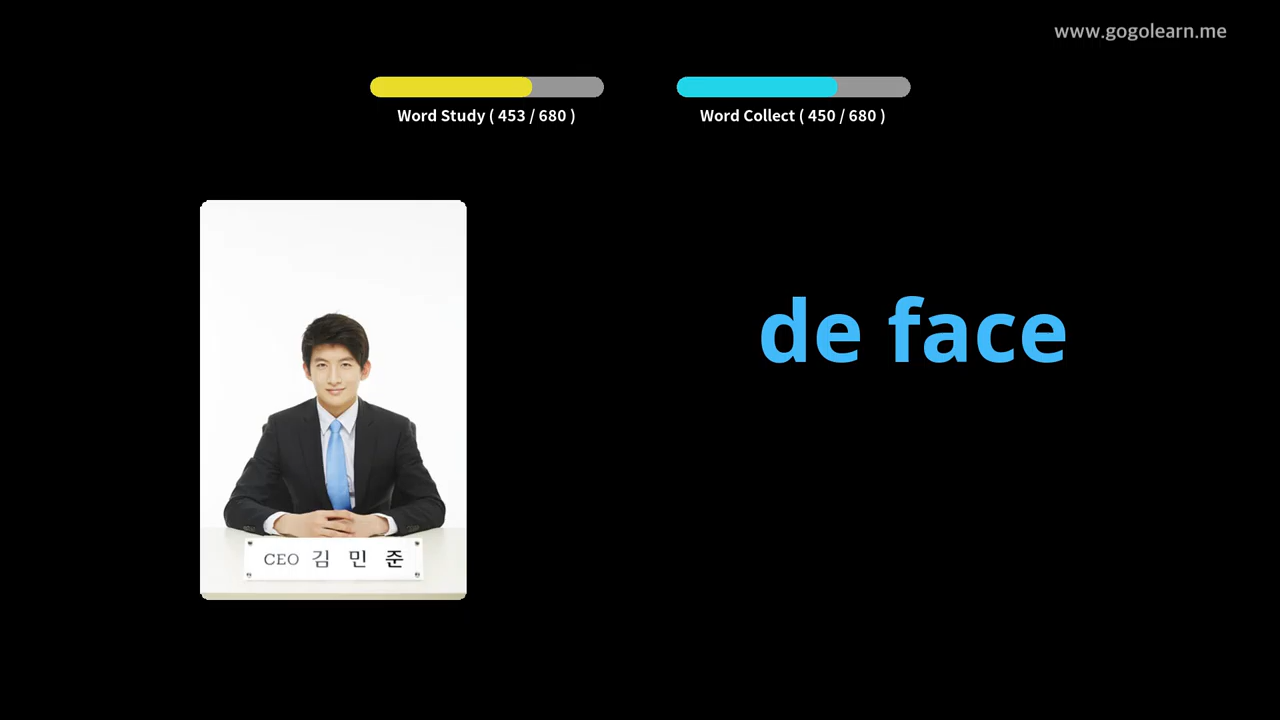 www.gogolearn.me
Word Study ( 453 / 680 )
Word Collect ( 450 / 680 )
de face
CEO 김 민 준